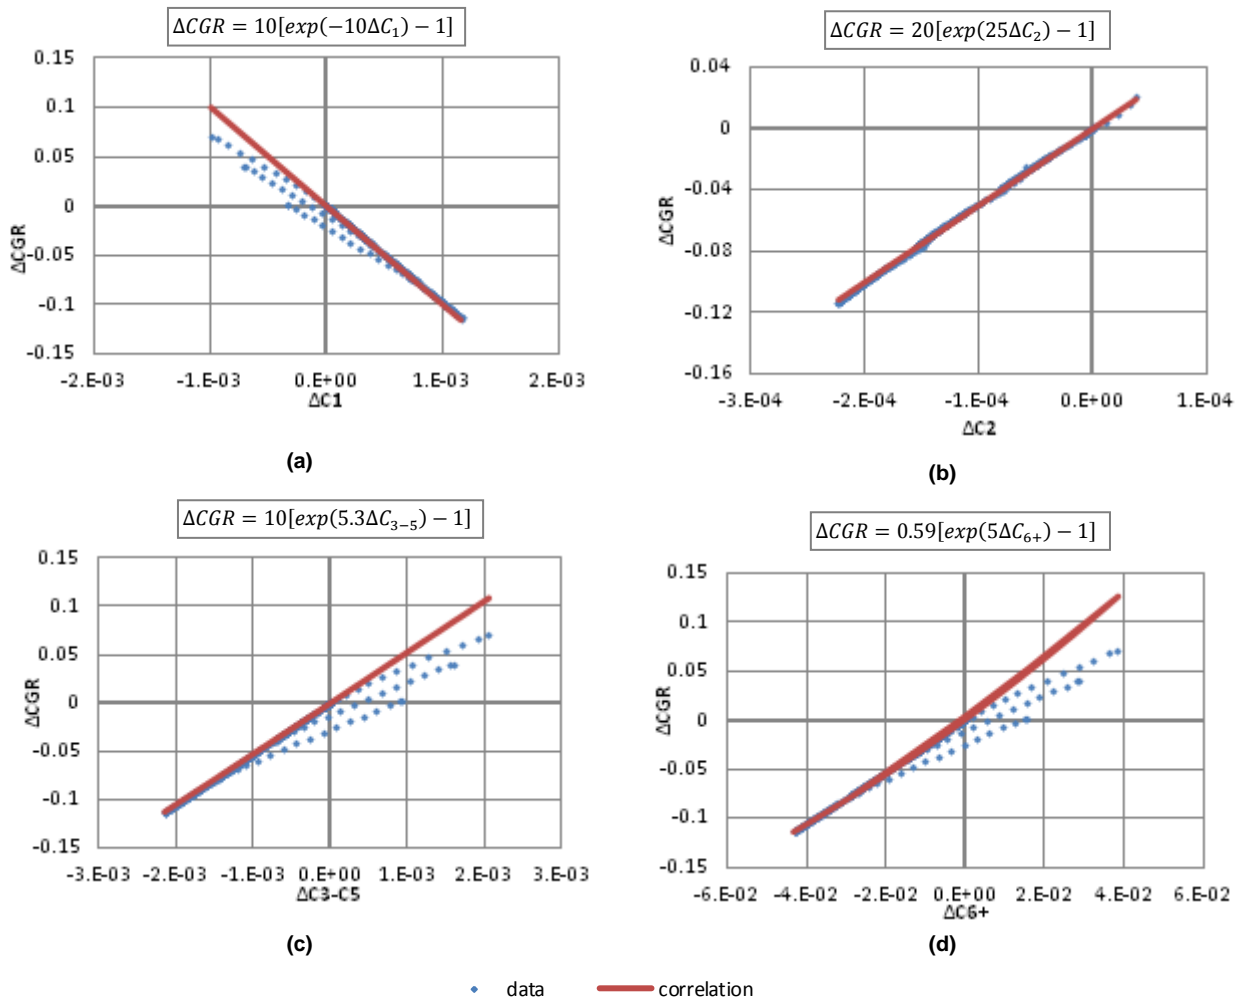 ΔCGR = 10[exp(−10ΔC₁) − 1]
0.15
0.1
0.05
0
-0.05
-0.1
-0.15
ΔCGR
-2.E-03 -1.E-03 0.E+00 1.E-03 2.E-03
ΔC1
(a)
ΔCGR = 20[exp(25ΔC₂) − 1]
0.04
0
-0.04
-0.08
-0.12
-0.16
ΔCGR
-3.E-04 -2.E-04 -1.E-04 0.E+00 1.E-04
ΔC2
(b)
ΔCGR = 10[exp(5.3ΔC₃₋₅) − 1]
0.15
0.1
0.05
0
-0.05
-0.1
-0.15
ΔCGR
-3.E-03 -2.E-03 -1.E-03 0.E+00 1.E-03 2.E-03 3.E-03
ΔC3-C5
(c)
ΔCGR = 0.59[exp(5ΔC₆₊) − 1]
0.15
0.1
0.05
0
-0.05
-0.1
-0.15
ΔCGR
-6.E-02 -4.E-02 -2.E-02 0.E+00 2.E-02 4.E-02 6.E-02
ΔC6+
(d)
data correlation